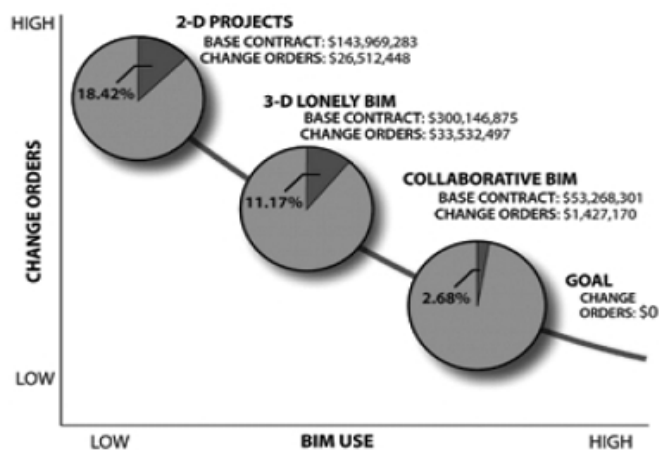 HIGH
2-D PROJECTS
BASE CONTRACT: $143,969,283
CHANGE ORDERS: $26,512,448
18.42%
3-D LONELY BIM
BASE CONTRACT: $300,146,875
CHANGE ORDERS: $33,532,497
11.17%
COLLABORATIVE BIM
BASE CONTRACT: $53,268,301
CHANGE ORDERS: $1,427,170
2.68%
GOAL
CHANGE
ORDERS: $0
CHANGE ORDERS
LOW
LOW
BIM USE
HIGH